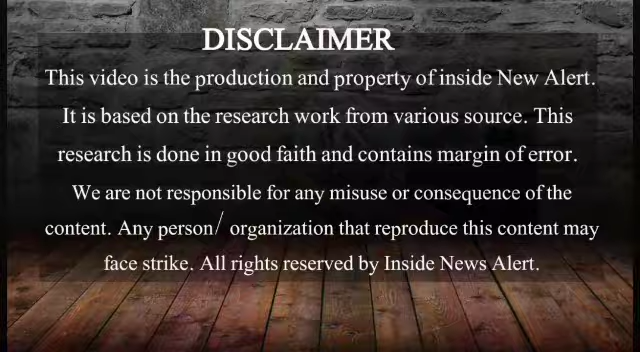 DISCLAIMER
This video is the production and property of inside New Alert.
It is based on the research work from various source. This
research is done in good faith and contains margin of error.
We are not responsible for any misuse or consequence of the
content. Any person/ organization that reproduce this content may
face strike. All rights reserved by Inside News Alert.